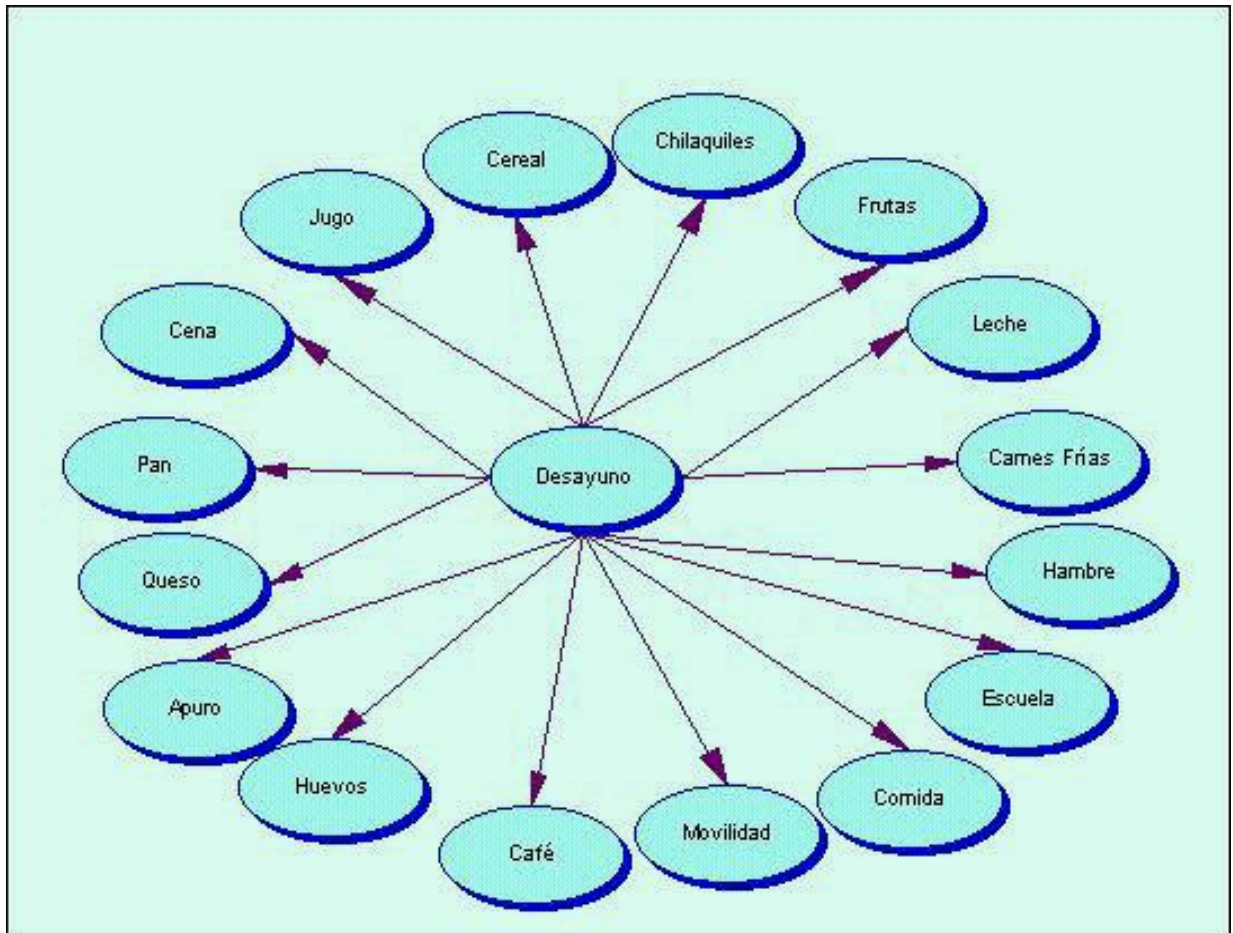 Chilaquiles
Cereal
Frutas
Jugo
Leche
Cena
Carnes Frías
Pan
Desayuno
Hambre
Queso
Escuela
Apuro
Huevos
Comida
Movilidad
Café